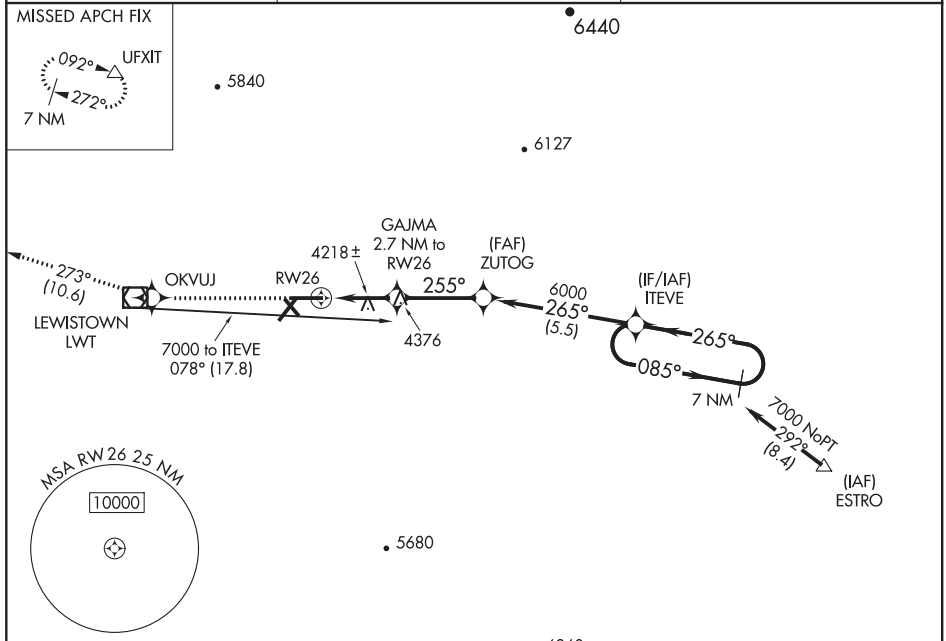 MISSED APCH FIX
092°
UFXIT
272°
7 NM
6440
5840
6127
GAJMA
2.7 NM to
RW26
4218±
(FAF)
ZUTOG
(IF/IAF)
ITEVE
OKVUJ
RW26
255°
6000
265°
(5.5)
273°
(10.6)
LEWISTOWN
LWT
4376
265°
085°
7 NM
7000 to ITEVE
078° (17.8)
7000 NoPT
292°
(8.4)
(IAF)
ESTRO
MSA RW26 25 NM
10000
5680